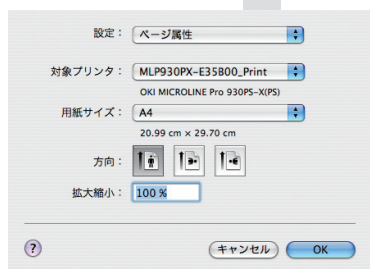 設定： ページ属性
対象プリンタ： MLP930PX-E35B00_Print
OKI MICROLINE Pro 930PS-X(PS)
用紙サイズ： A4
20.99 cm × 29.70 cm
方向：
拡大縮小： 100 %
? キャンセル OK